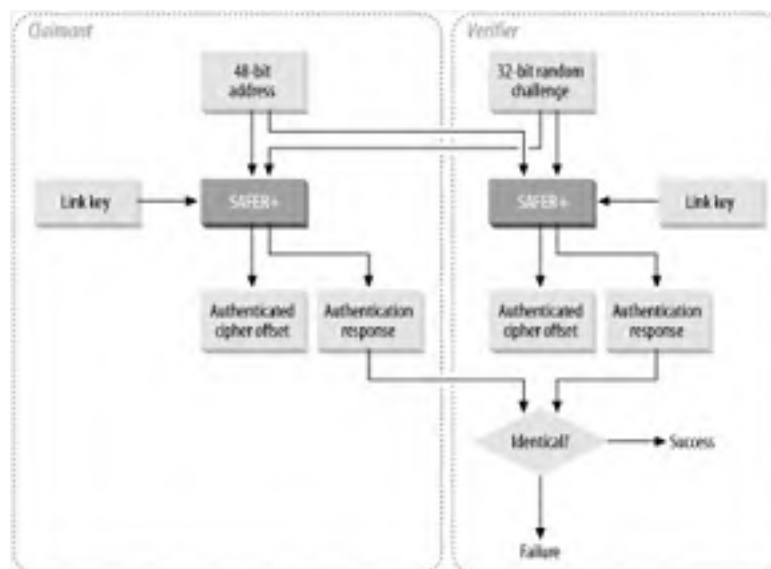 Claimant
Verifier
48-bit
address
32-bit random
challenge
Link key
SAFER+
SAFER+
Link key
Authenticated
cipher offset
Authentication
response
Authenticated
cipher offset
Authentication
response
Identical?
Success
Failure